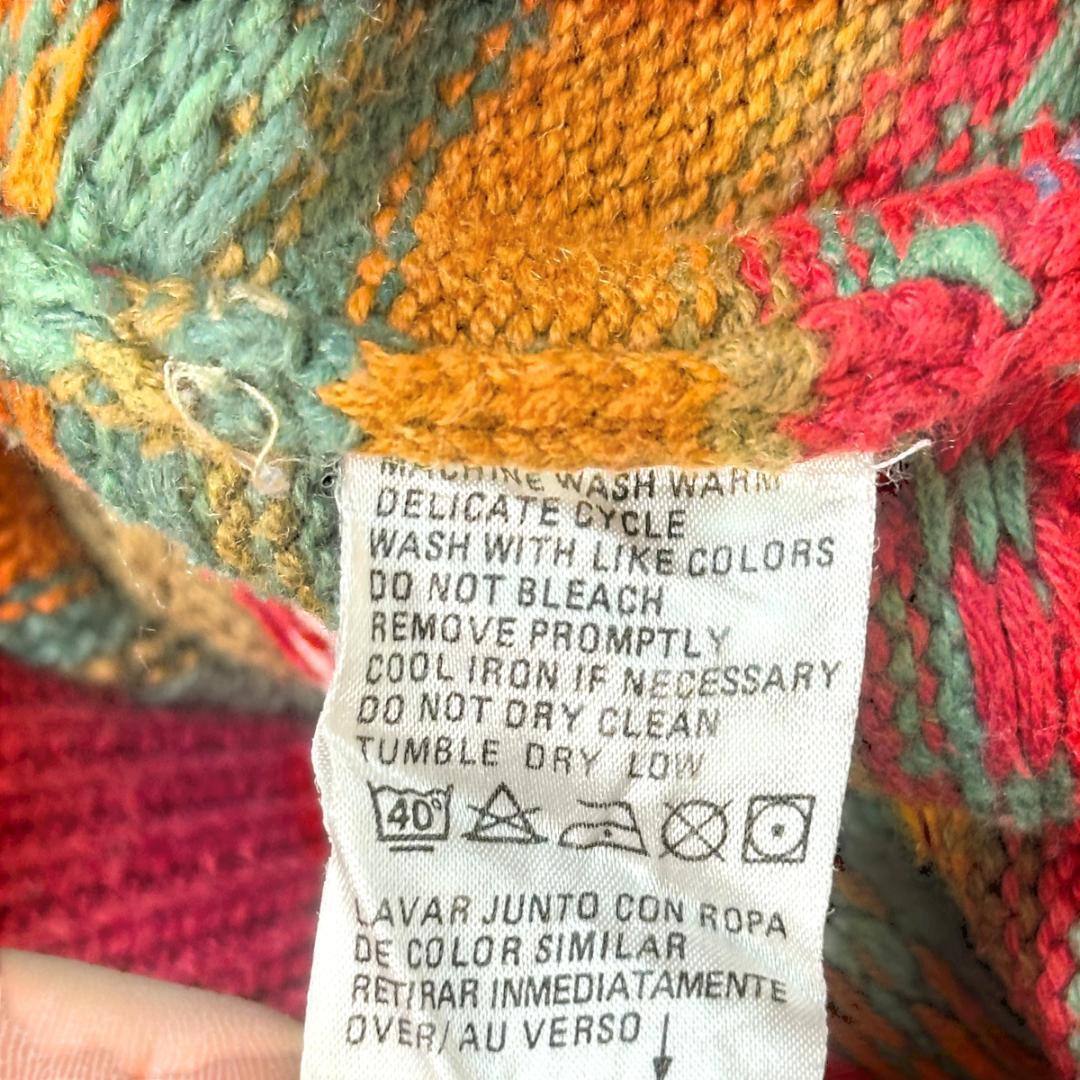 MACHINE WASH WARM
DELICATE CYCLE
WASH WITH LIKE COLORS
DO NOT BLEACH
REMOVE PROMPTLY
COOL IRON IF NECESSARY
DO NOT DRY CLEAN
TUMBLE DRY LOW
40°
LAVAR JUNTO CON ROPA
DE COLOR SIMILAR
RETIRAR INMEDIATAMENTE
OVER/AU VERSO